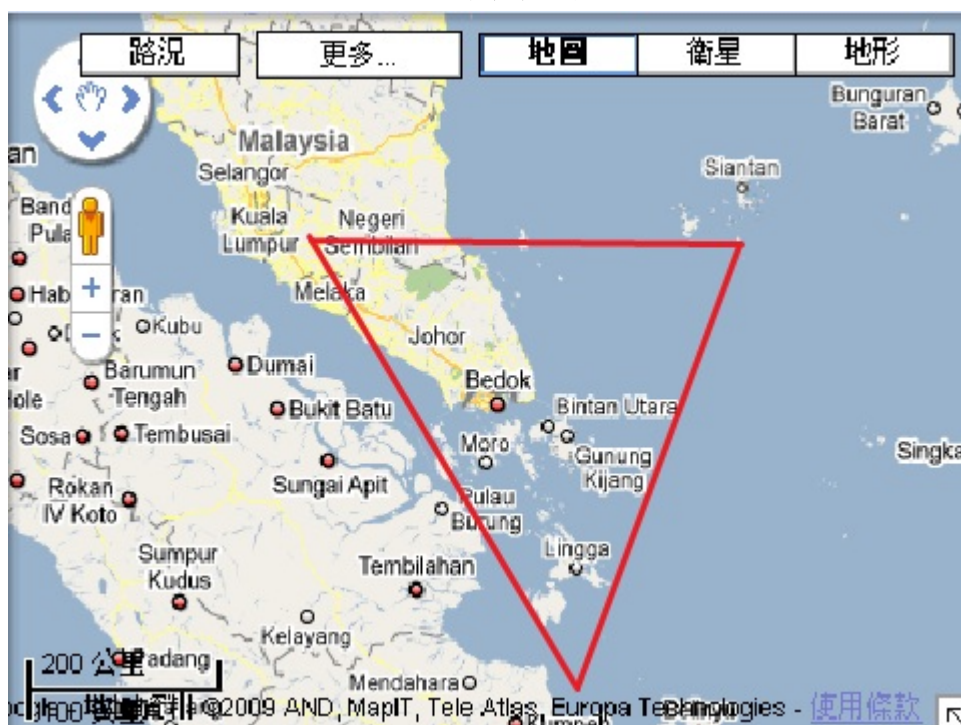 路況
更多...
地圖
衛星
地形
Bunguran
Barat
Malaysia
Siantan
Selangor
Kuala
Lumpur
Negeri
Sembilan
Melaka
Kubu
Johor
Dumai
Barumun
Tengah
Bedok
Bukit Batu
Bintan Utara
Sosa
Tembusai
Moro
Gunung
Kijang
Rokan
IV Koto
Sungai Apit
Pulau
Burung
Lingga
Sumpur
Kudus
Tembilahan
Kelayang
200 公里
Padang
Mendahara
©2009 AND, MapIT, Tele Atlas, Europa Technologies - 使用條款